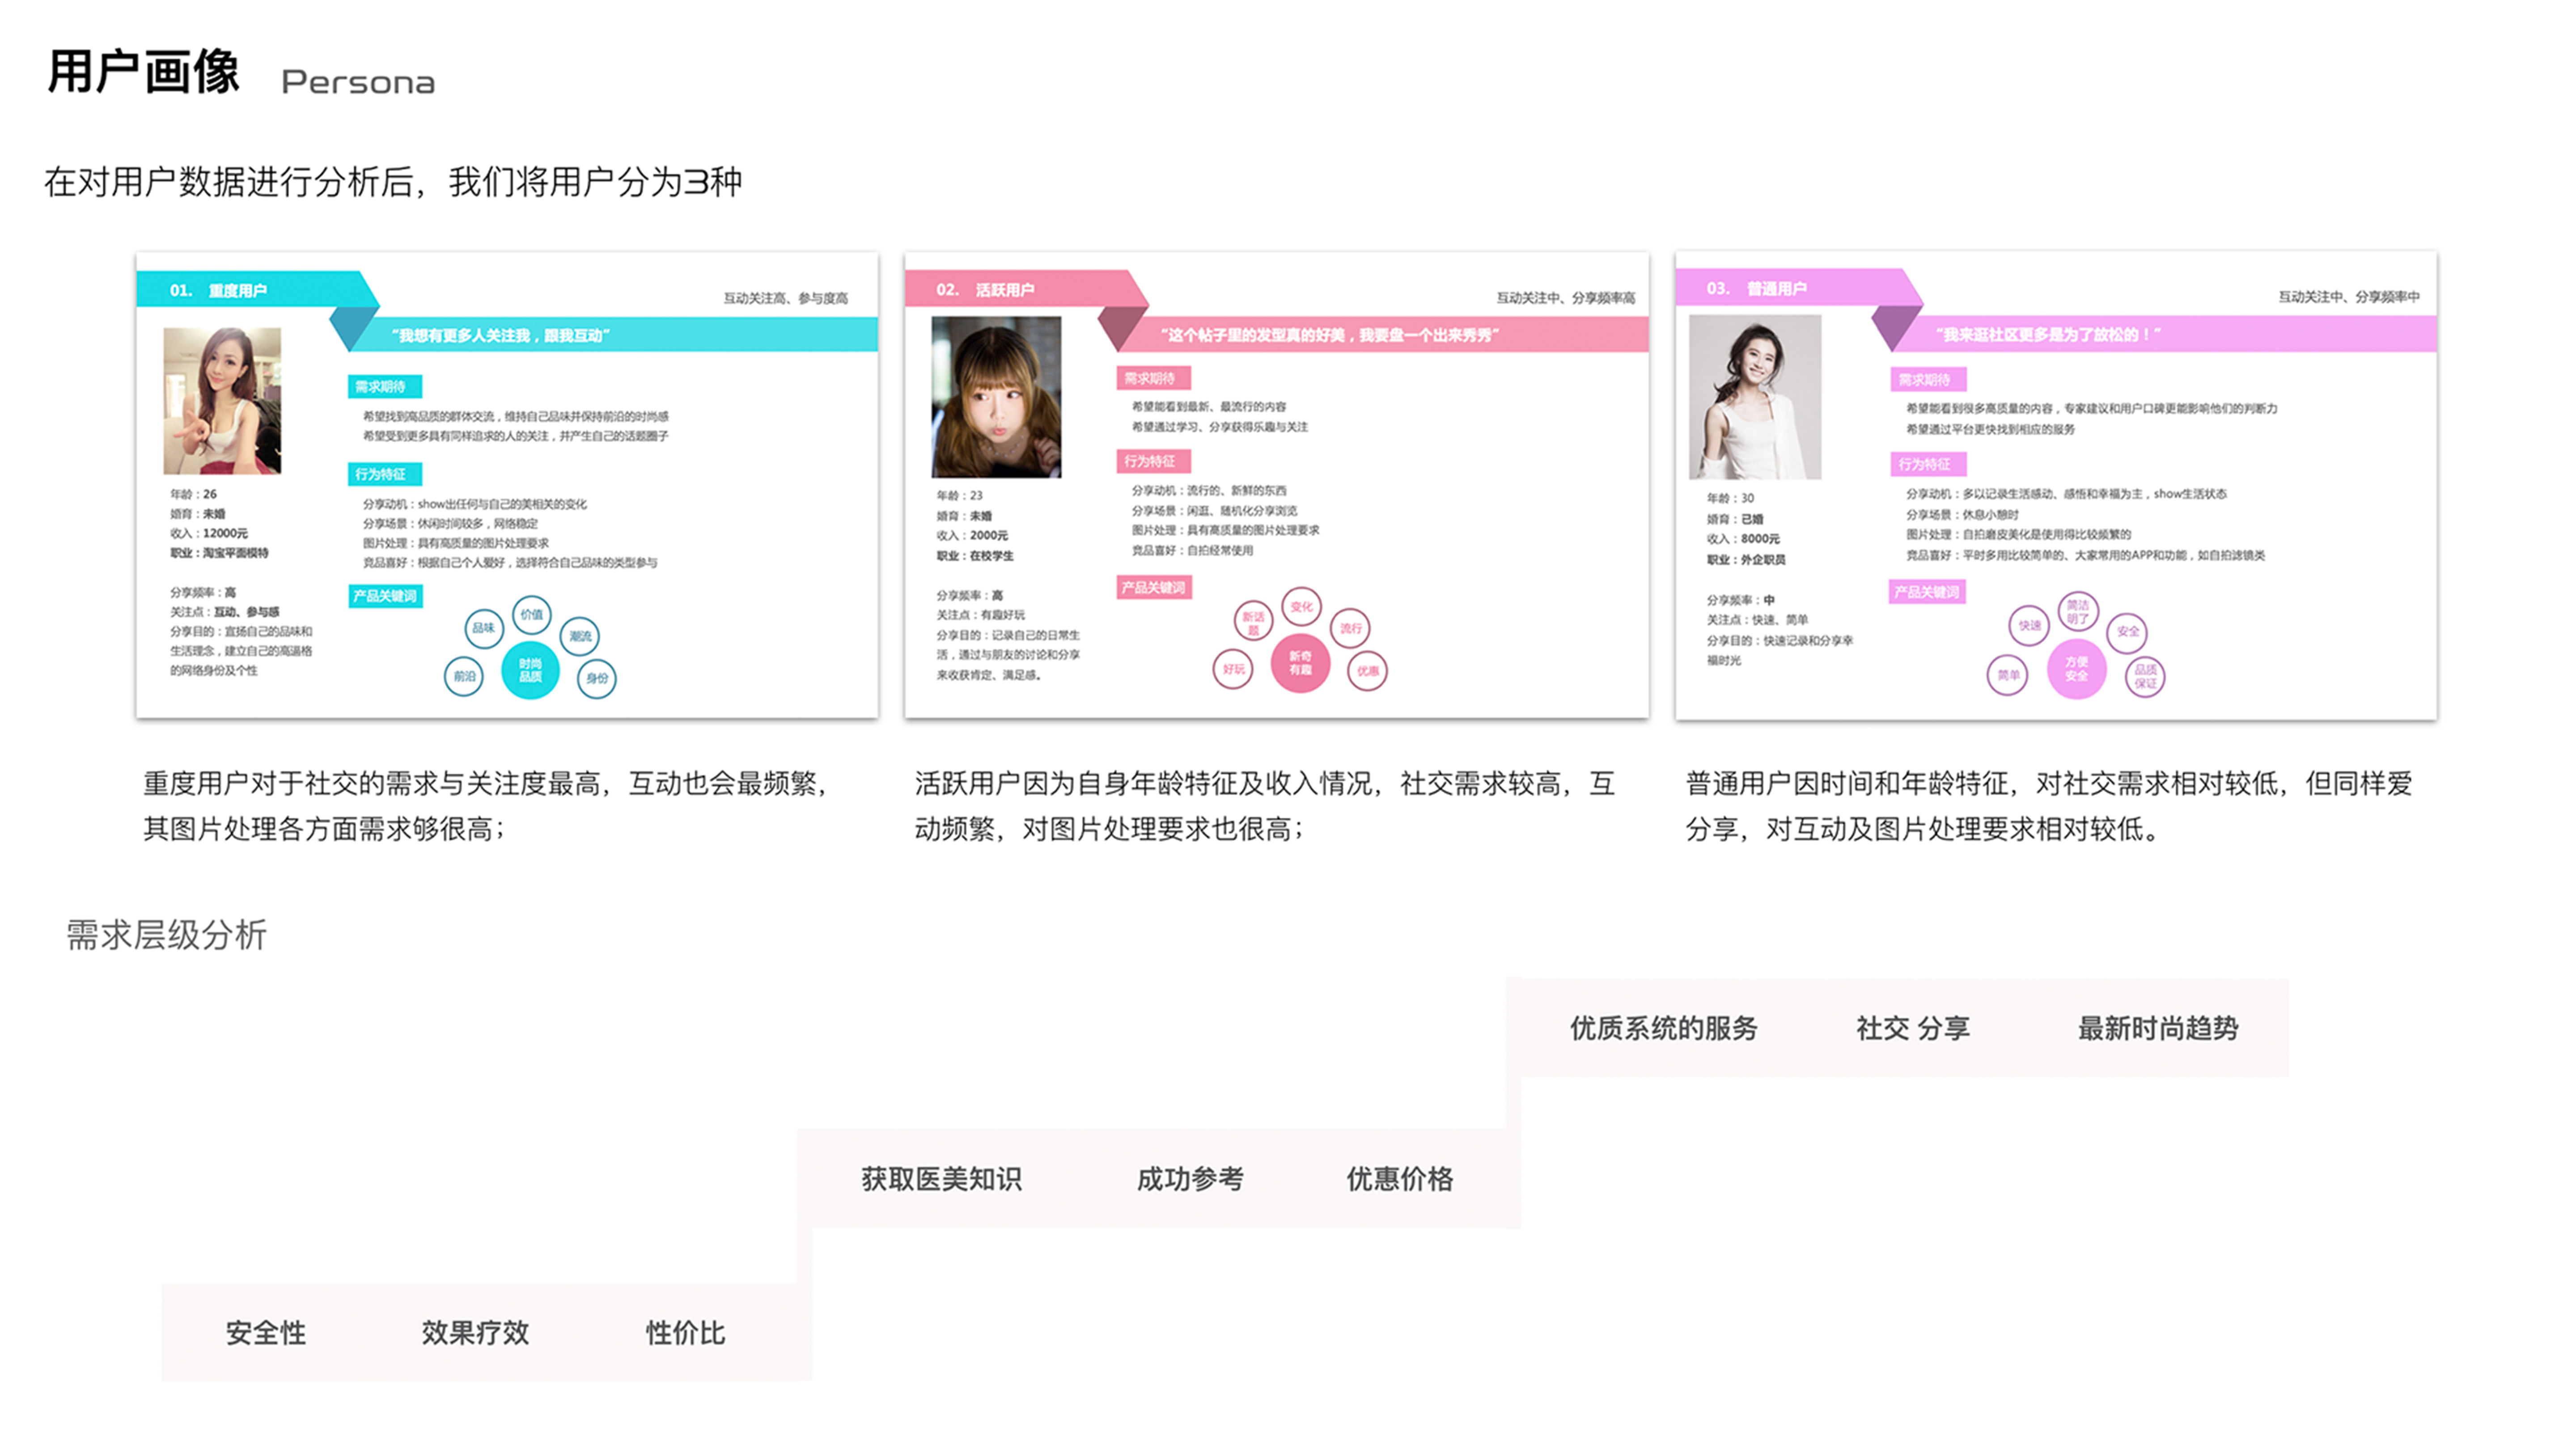 用户画像 Persona
在对用户数据进行分析后，我们将用户分为3种
01. 重度用户
互动关注高、参与度高
“我想有更多人关注我，跟我互动”
需求期待
希望找到高品质的群体交流，维持自己品味并保持前沿的时尚感
希望受到更多具有同样追求的人的关注，并产生自己的话题圈子
行为特征
分享动机：show出任何与自己的美相关的变化
分享场景：休闲时间较多，网络稳定
图片处理：具有高质量的图片处理要求
竞品喜好：根据自己个人爱好，选择符合自己品味的类型参与
产品关键词
年龄：26
婚育：未婚
收入：12000元
职业：淘宝平面模特
分享频率：高
关注点：互动、参与感
分享目的：宣扬自己的品味和
生活理念，建立自己的高逼格
的网络身份及个性
前沿
品味
价值
潮流
身份
时尚
品质
02. 活跃用户
互动关注中、分享频率高
“这个帖子里的发型真的好美，我要盘一个出来秀秀”
需求期待
希望能看到最新、最流行的内容
希望通过学习、分享获得乐趣与关注
行为特征
分享动机：流行的、新鲜的东西
分享场景：闲逛、随机化分享浏览
图片处理：具有高质量的图片处理要求
竞品喜好：自拍经常使用
产品关键词
年龄：23
婚育：未婚
收入：2000元
职业：在校学生
分享频率：高
关注点：有趣好玩
分享目的：记录自己的日常生
活，通过与朋友的讨论和分享
来收获肯定、满足感。
好玩
新话
题
变化
流行
优惠
新奇
有趣
03. 普通用户
互动关注中、分享频率中
“我来逛社区更多是为了放松的！”
需求期待
希望能看到很多高质量的内容，专家建议和用户口碑更能影响他们的判断力
希望通过平台更快找到相应的服务
行为特征
分享动机：多以记录生活感动、感悟和幸福为主，show生活状态
分享场景：休息小憩时
图片处理：自拍磨皮美化是使用得比较频繁的
竞品喜好：平时多用比较简单的、大家常用的APP和功能，如自拍滤镜类
产品关键词
年龄：30
婚育：已婚
收入：8000元
职业：外企职员
分享频率：中
关注点：快速、简单
分享目的：快速记录和分享幸
福时光
简单
快速
简洁
明了
安全
品质
保证
方便
安全
重度用户对于社交的需求与关注度最高，互动也会最频繁，
其图片处理各方面需求够很高；
活跃用户因为自身年龄特征及收入情况，社交需求较高，互
动频繁，对图片处理要求也很高；
普通用户因时间和年龄特征，对社交需求相对较低，但同样爱
分享，对互动及图片处理要求相对较低。
需求层级分析
优质系统的服务 社交 分享 最新时尚趋势
获取医美知识 成功参考 优惠价格
安全性 效果疗效 性价比